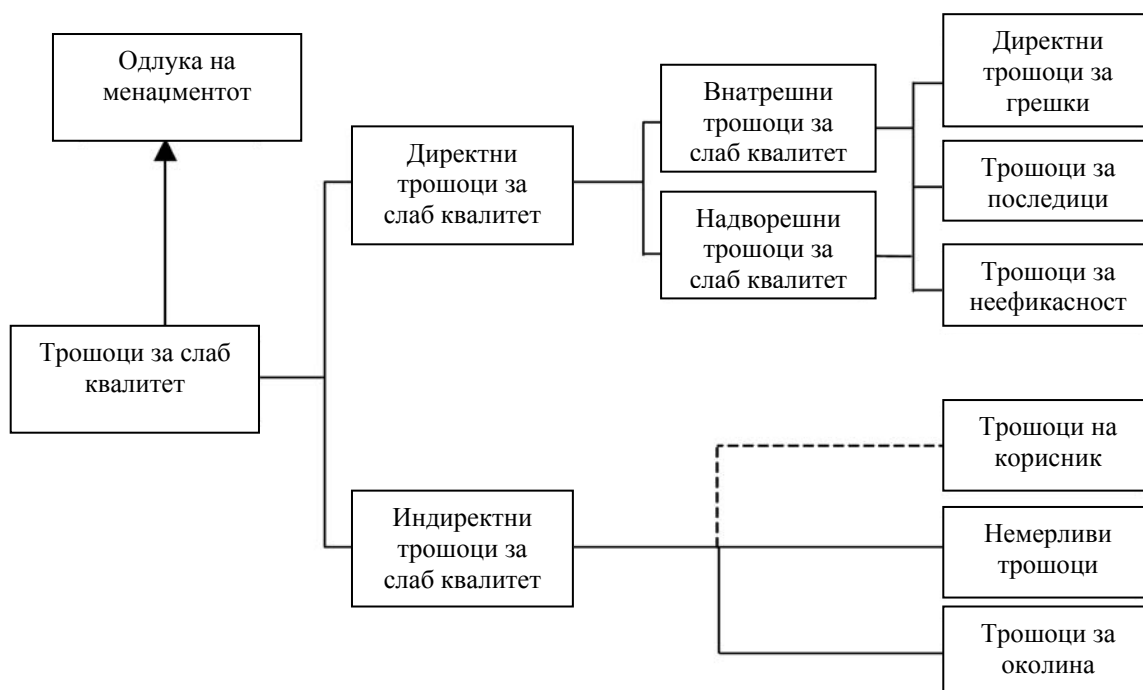 Одлука на
менаџментот
Трошоци за слаб
квалитет
Директни
трошоци за
слаб квалитет
Индиректни
трошоци за
слаб квалитет
Внатрешни
трошоци за
слаб квалитет
Надворешни
трошоци за
слаб квалитет
Директни
трошоци за
грешки
Трошоци за
последици
Трошоци за
неефикасност
Трошоци на
корисник
Немерливи
трошоци
Трошоци за
околина